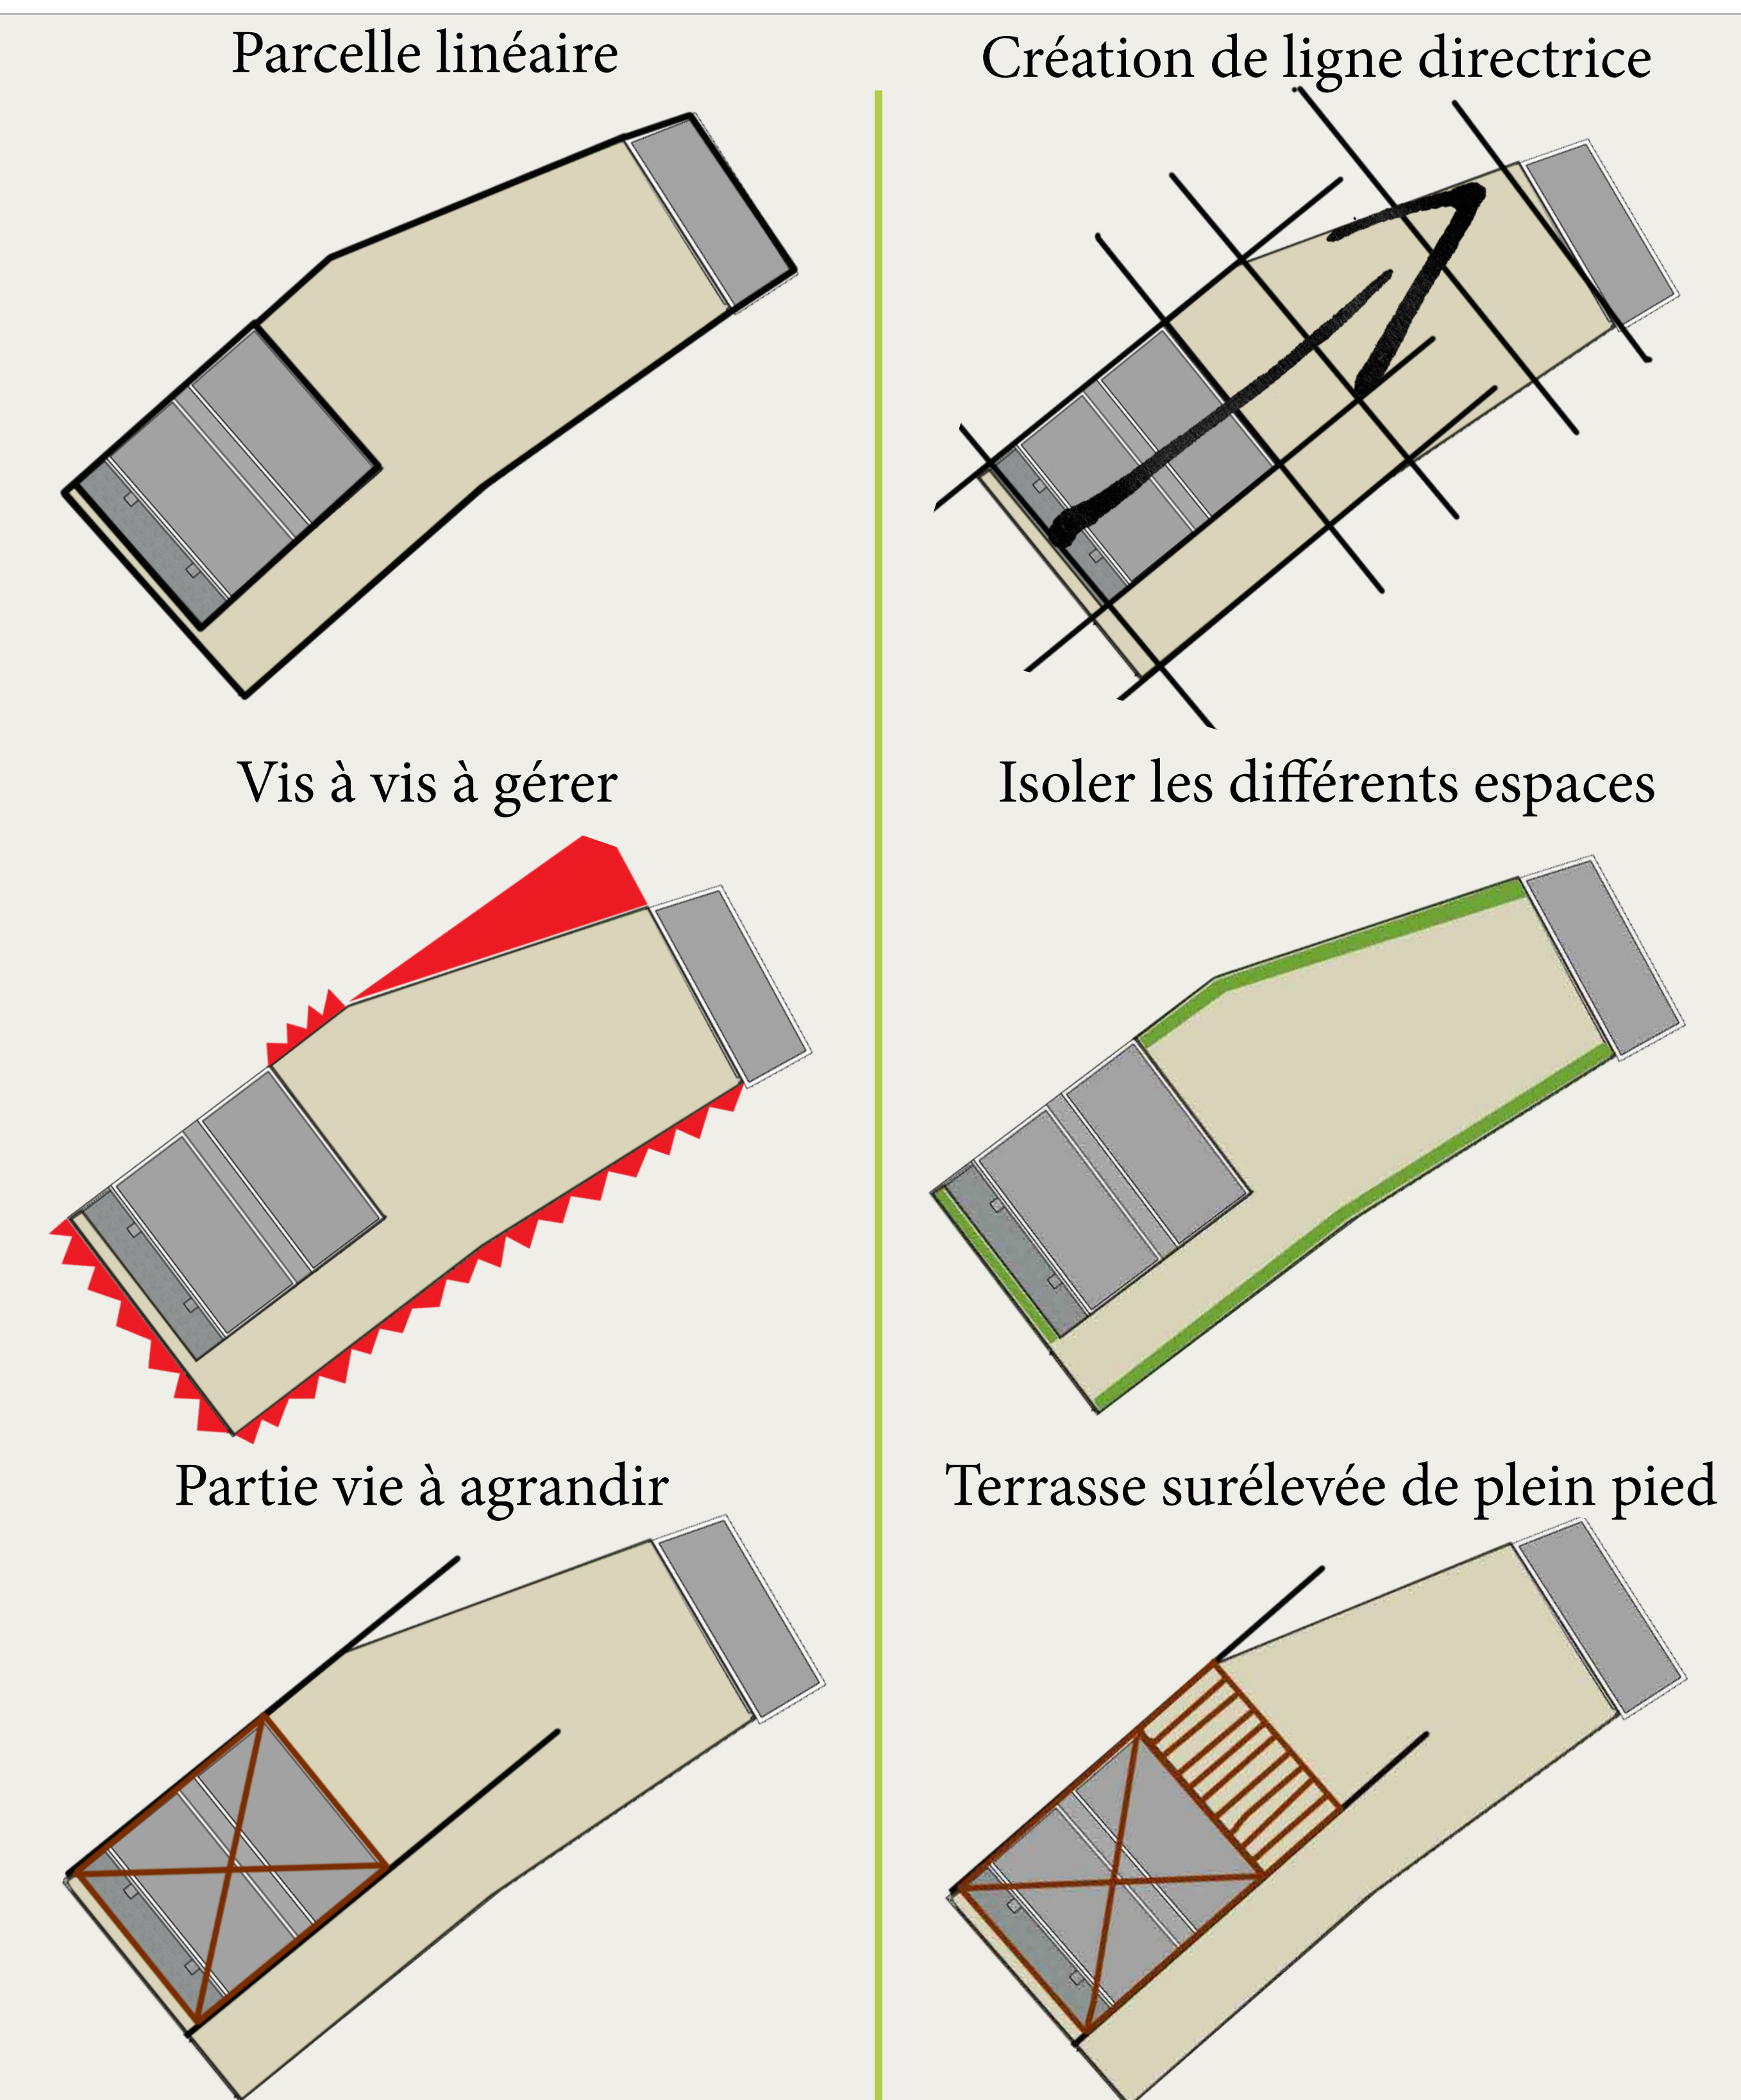 Parcelle linéaire
Création de ligne directrice
Vis à vis à gérer
Isoler les différents espaces
Partie vie à agrandir
Terrasse surélevée de plein pied